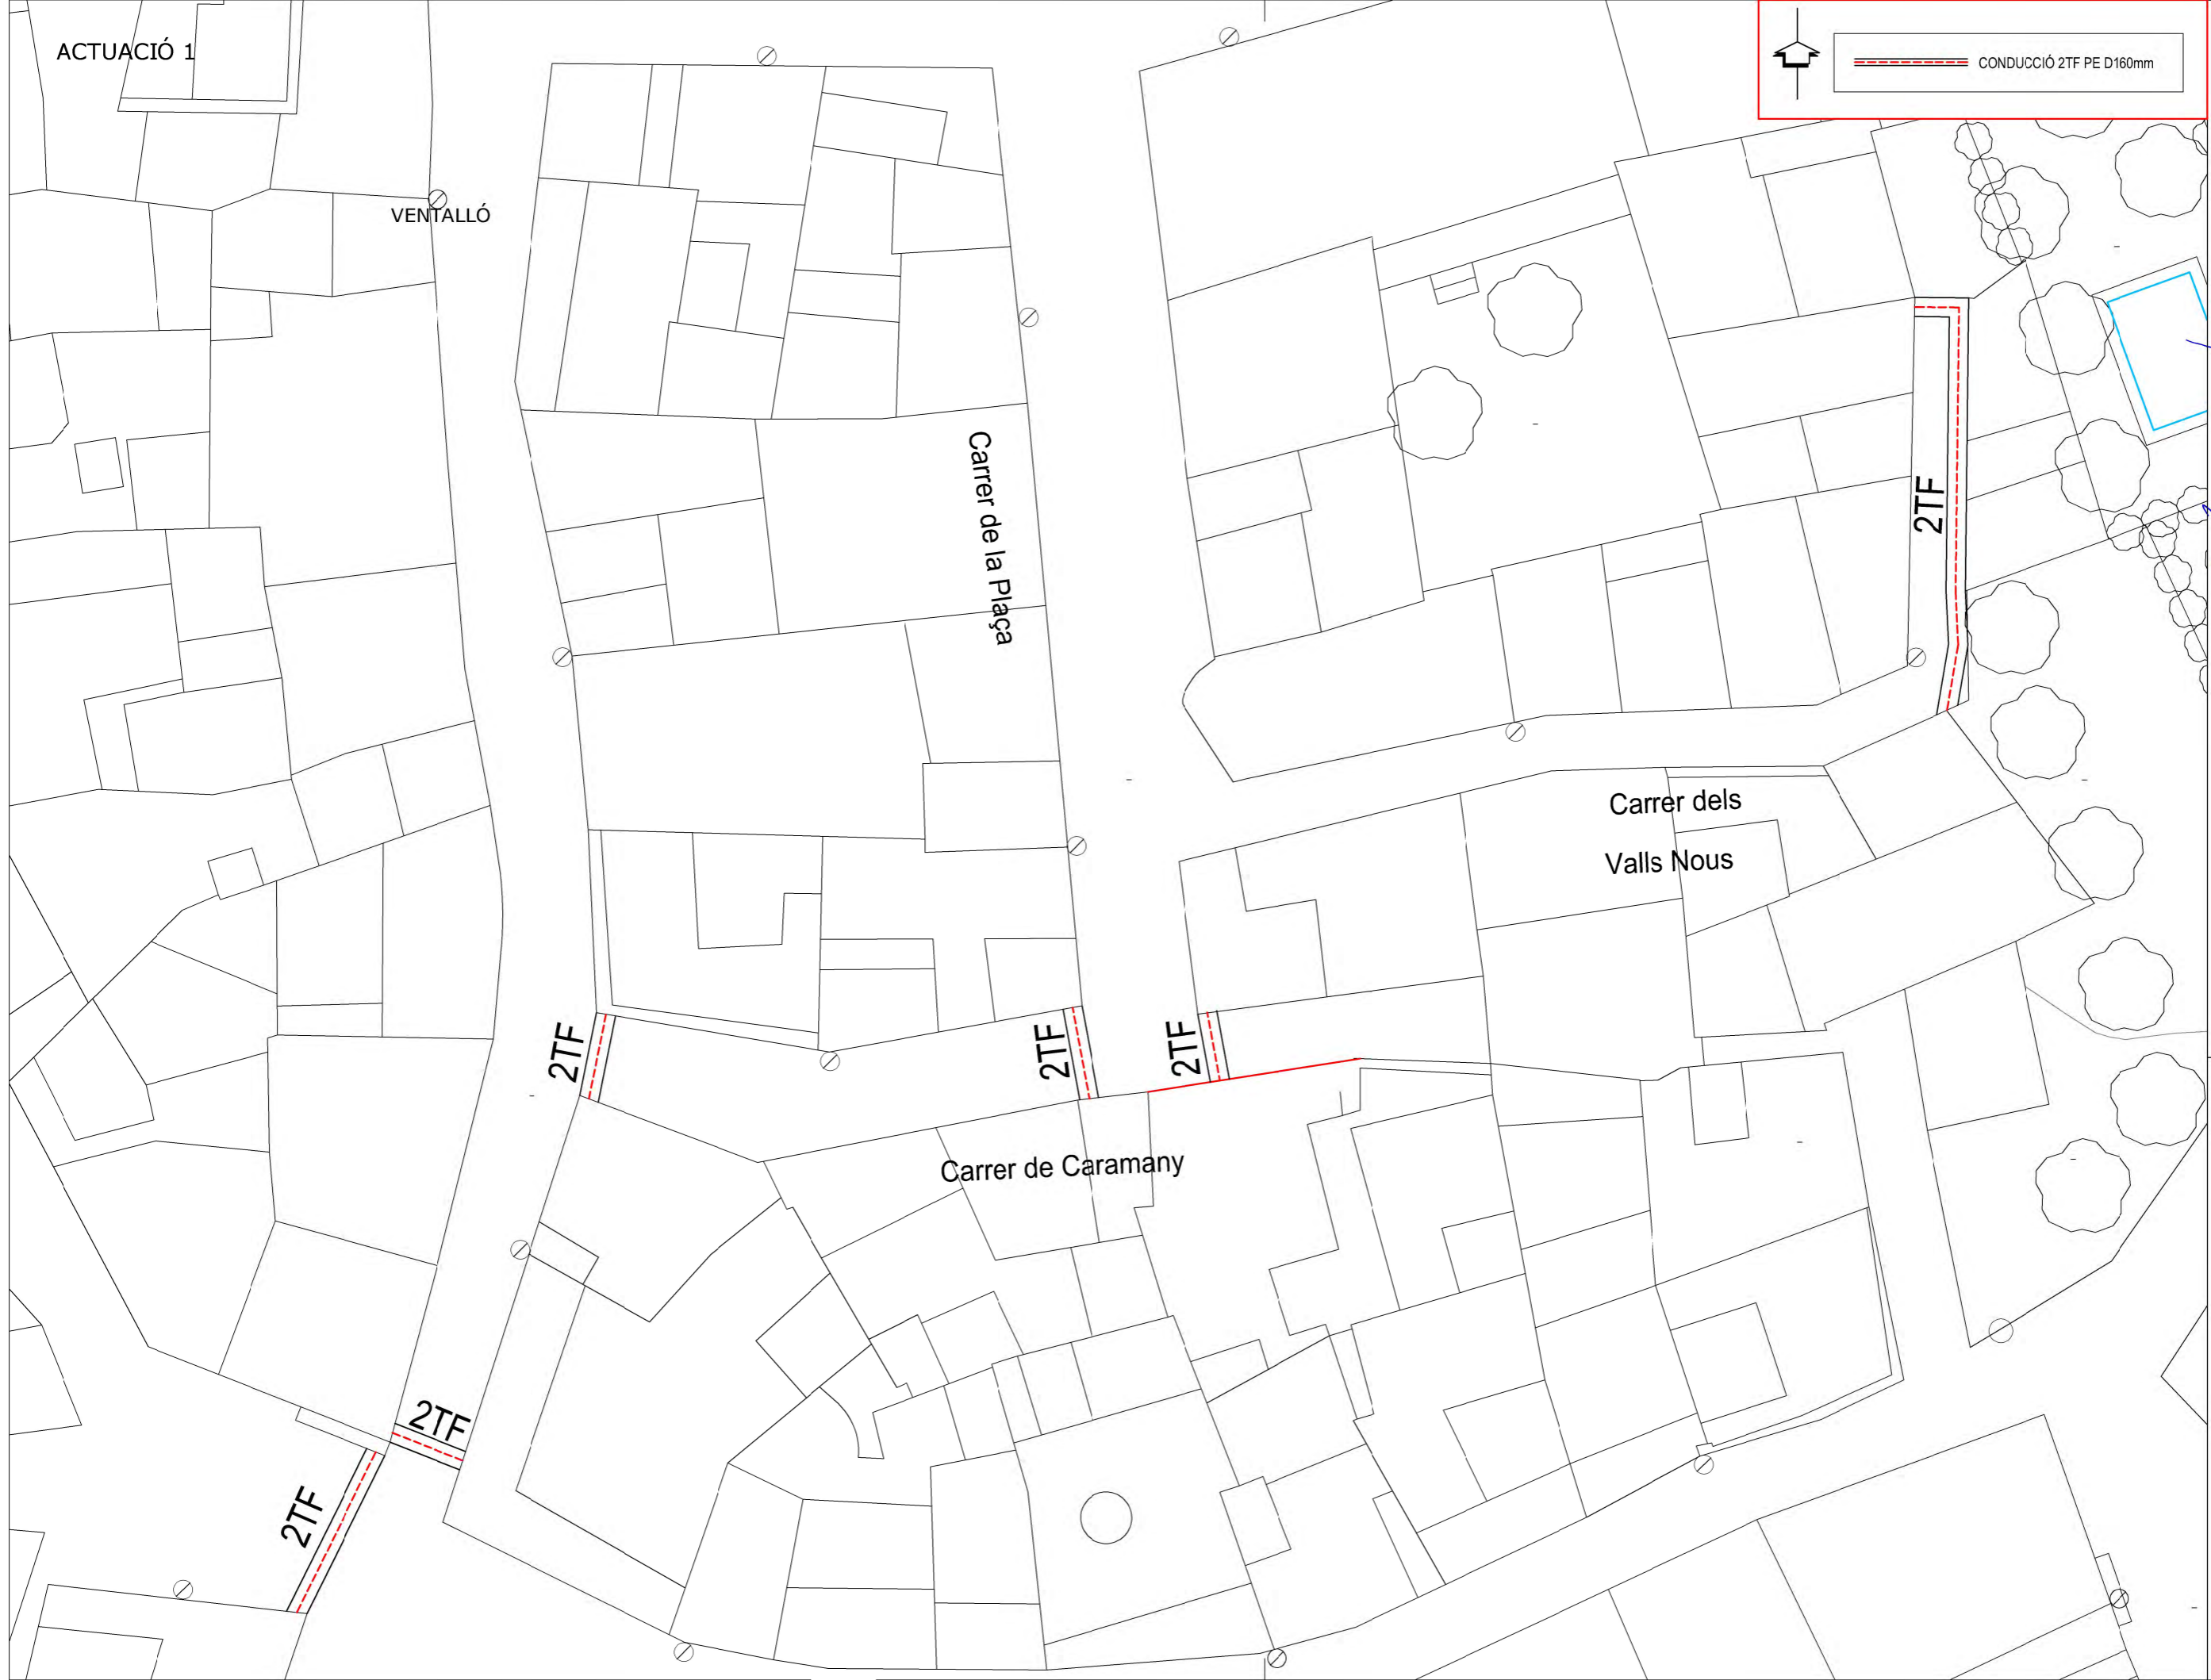 ACTUACIÓ 1
CONDUCCIÓ 2TF PE D160mm
VENTALLÓ
Carrer de la Plaça
2TF
Carrer dels
Valls Nous
2TF
2TF
2TF
Carrer de Caramany
2TF
2TF